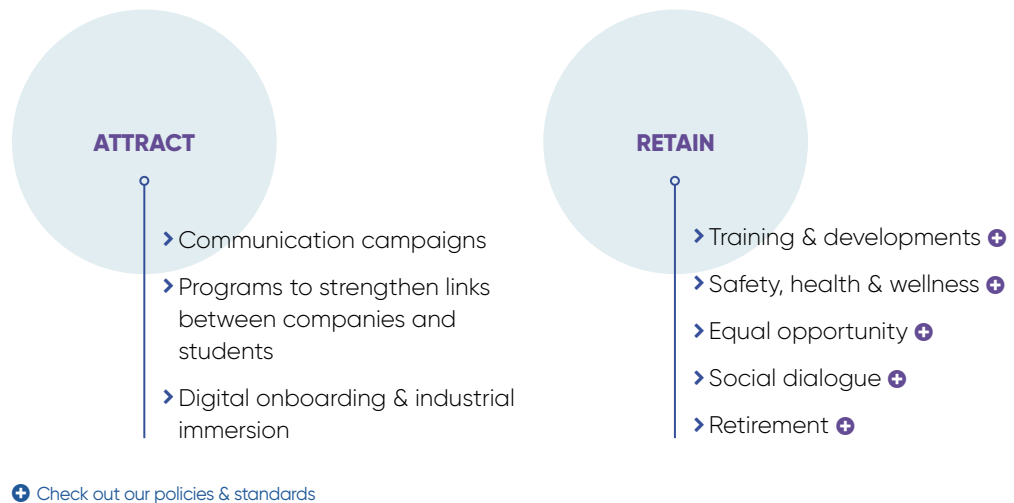 ATTRACT
Communication campaigns
Programs to strengthen links
between companies and
students
Digital onboarding & industrial
immersion
RETAIN
Training & developments
Safety, health & wellness
Equal opportunity
Social dialogue
Retirement
Check out our policies & standards